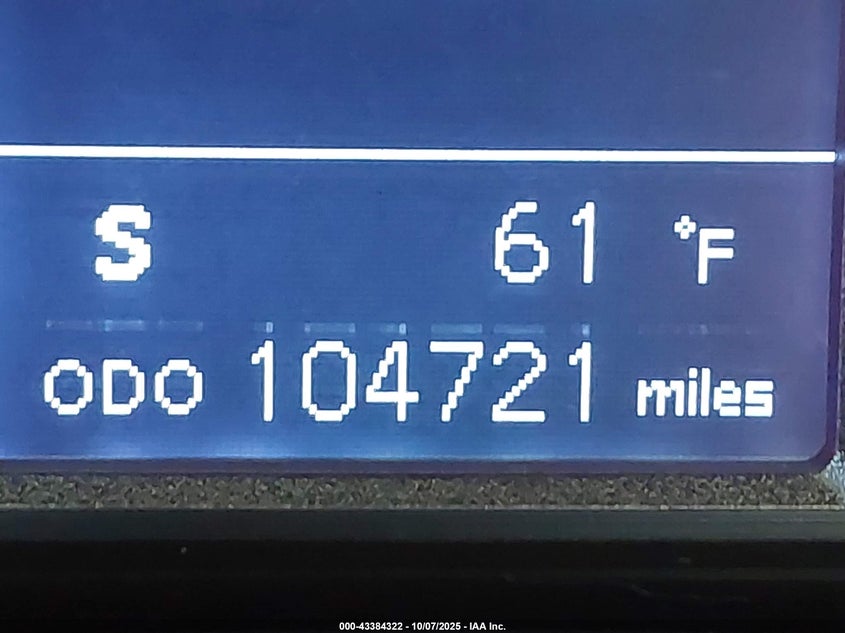 S 61 °F
ODO 104721 miles
000-43384322 - 10/07/2025 - IAA Inc.